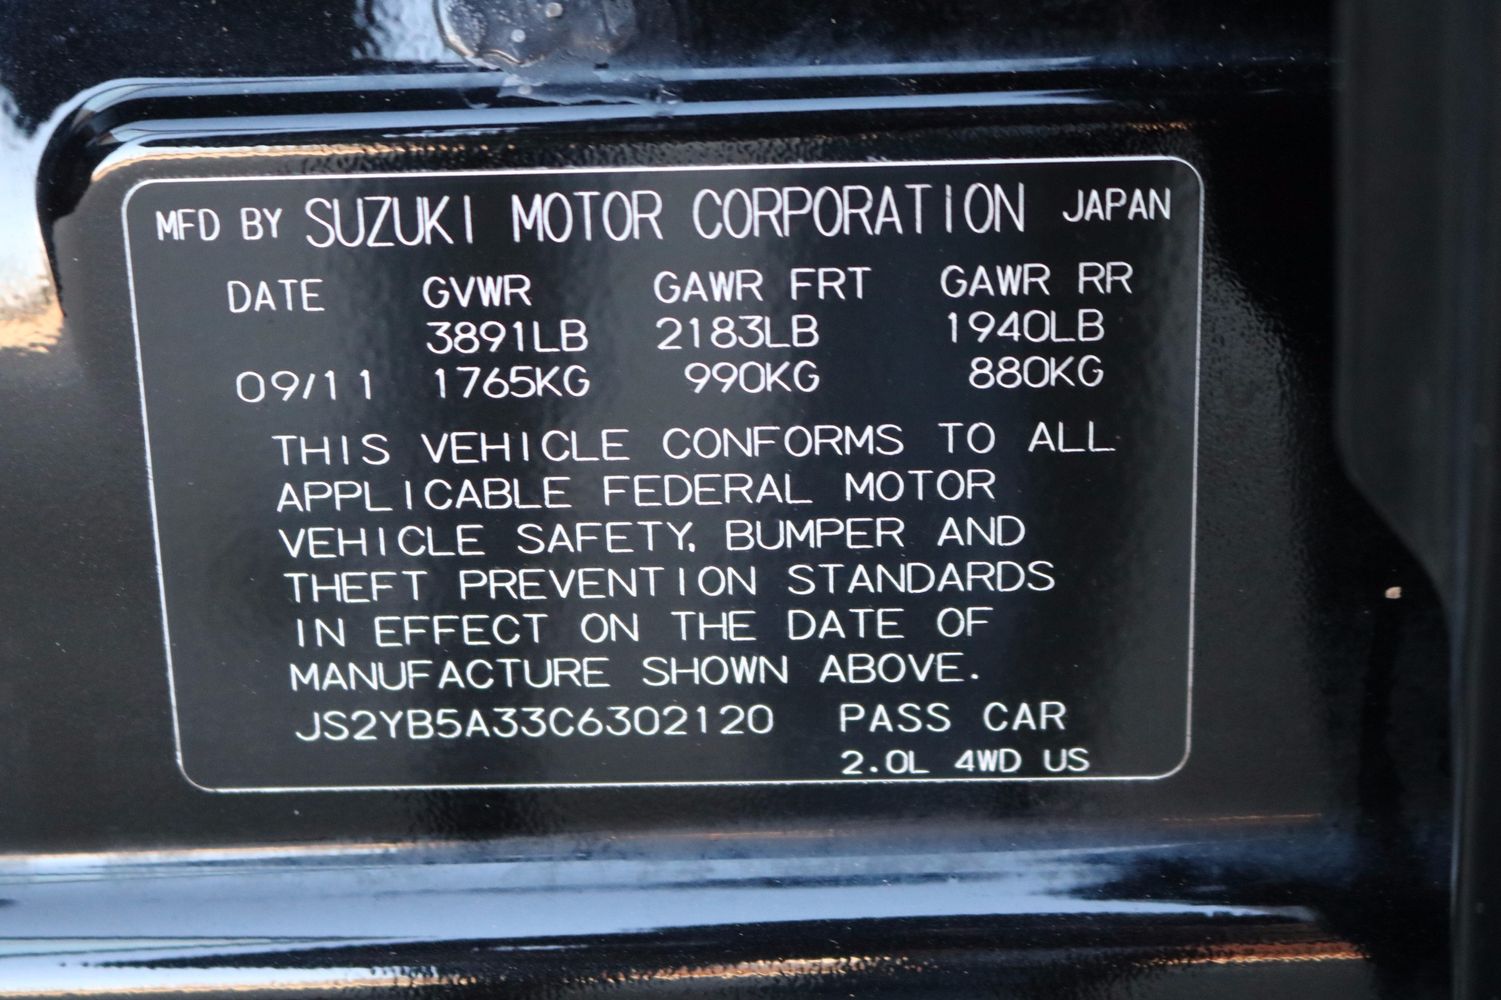 MFD BY SUZUKI MOTOR CORPORATION JAPAN
DATE GVWR GAWR FRT GAWR RR
3891LB 2183LB 1940LB
09/11 1765KG 990KG 880KG
THIS VEHICLE CONFORMS TO ALL
APPLICABLE FEDERAL MOTOR
VEHICLE SAFETY, BUMPER AND
THEFT PREVENTION STANDARDS
IN EFFECT ON THE DATE OF
MANUFACTURE SHOWN ABOVE.
JS2YB5A33C6302120 PASS CAR
2.0L 4WD US